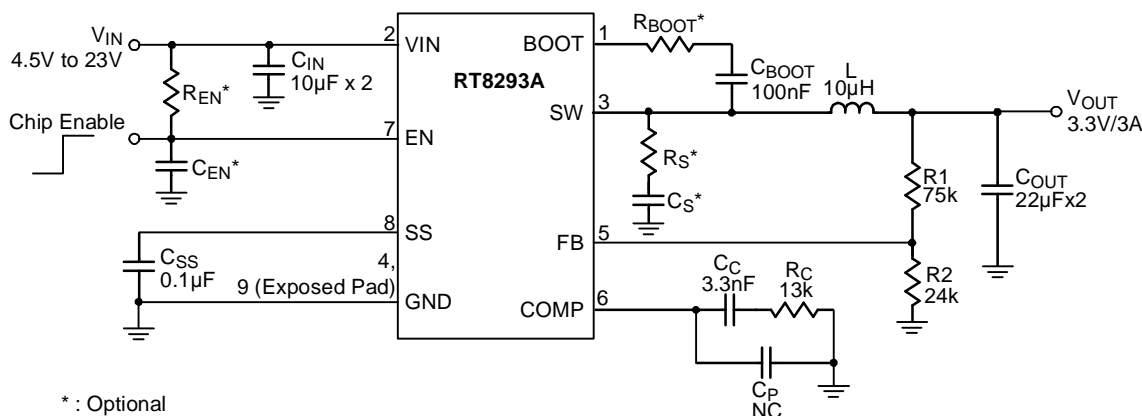 VIN
4.5V to 23V
REN*
CIN
10µF x 2
Chip Enable
CEN*
CSS
0.1µF
2
VIN
7
EN
8
SS
4,
9 (Exposed Pad)
GND
RT8293A
BOOT
1
SW
3
FB
5
COMP
6
RBOOT*
CBOOT
100nF
L
10µH
RS*
CS*
VOUT
3.3V/3A
R1
75k
COUT
22µFx2
R2
24k
CC
3.3nF
RC
13k
CP
NC
* : Optional